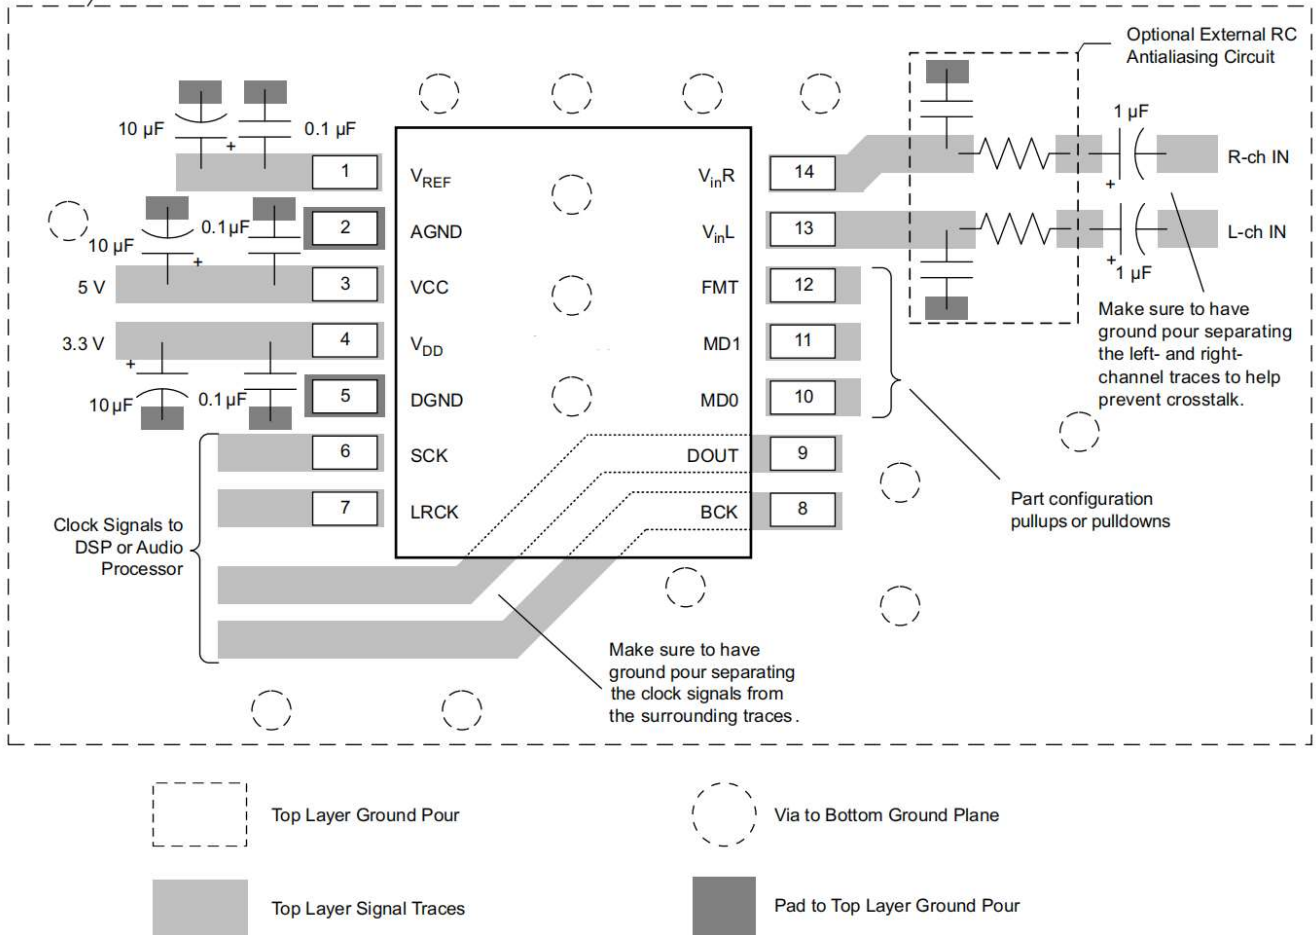 Optional External RC
Antialiasing Circuit
10 µF
+
0.1 µF
1 µF
+
1
VREF
VinR
14
R-ch IN
2
AGND
VinL
13
L-ch IN
10 µF
+
0.1 µF
+
1 µF
5 V
3
VCC
FMT
12
3.3 V
4
VDD
MD1
11
+
10 µF
0.1 µF
5
DGND
MD0
10
Make sure to have
ground pour separating
the left- and right-
channel traces to help
prevent crosstalk.
6
SCK
DOUT
9
7
LRCK
BCK
8
Part configuration
pullups or pulldowns
Clock Signals to
DSP or Audio
Processor
Make sure to have
ground pour separating
the clock signals from
the surrounding traces.
Top Layer Ground Pour
Via to Bottom Ground Plane
Top Layer Signal Traces
Pad to Top Layer Ground Pour